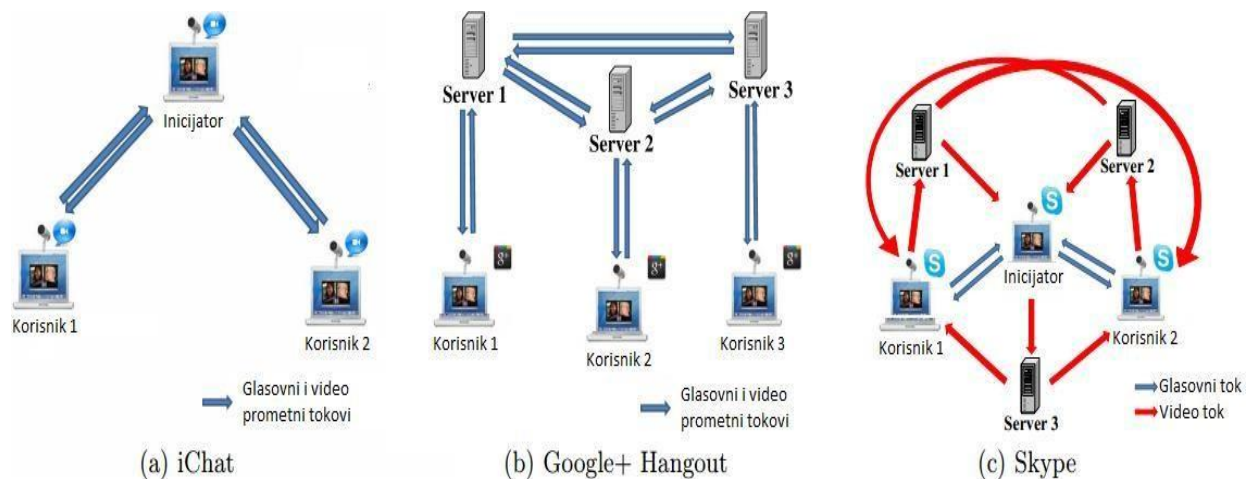 Inicijator
Korisnik 1
Korisnik 2
Glasovni i video
prometni tokovi
(a) iChat
Server 1
Server 2
Server 3
g+
g+
g+
Korisnik 1
Korisnik 2
Korisnik 3
Glasovni i video
prometni tokovi
(b) Google+ Hangout
Server 1
Server 2
S
S
S
Inicijator
Korisnik 1
Korisnik 2
Server 3
Glasovni tok
Video tok
(c) Skype